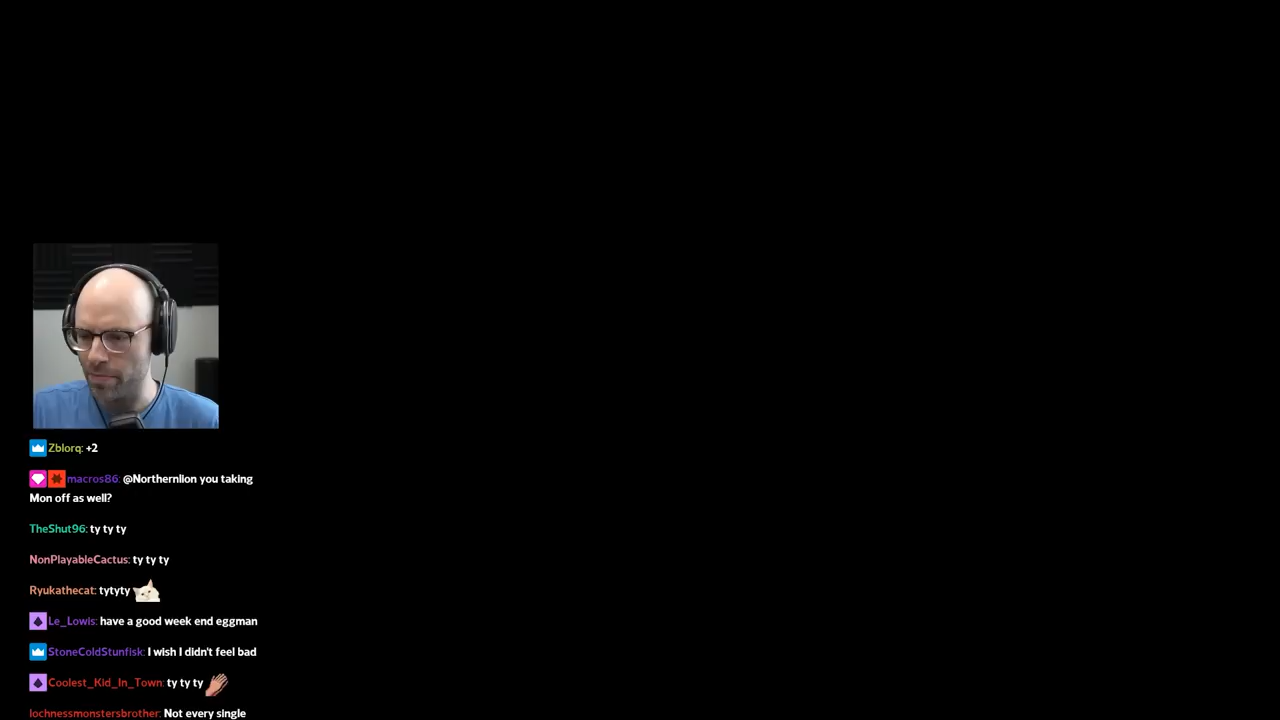 Zblorq: +2
macros86: @Northernlion you taking
Mon off as well?
TheShut96: ty ty ty
NonPlayableCactus: ty ty ty
Ryukathecat: tytyty
Le_Lowis: have a good week end eggman
StoneColdStunfisk: I wish I didn't feel bad
Coolest_Kid_In_Town: ty ty ty
lochnessmonstersbrother: Not every single